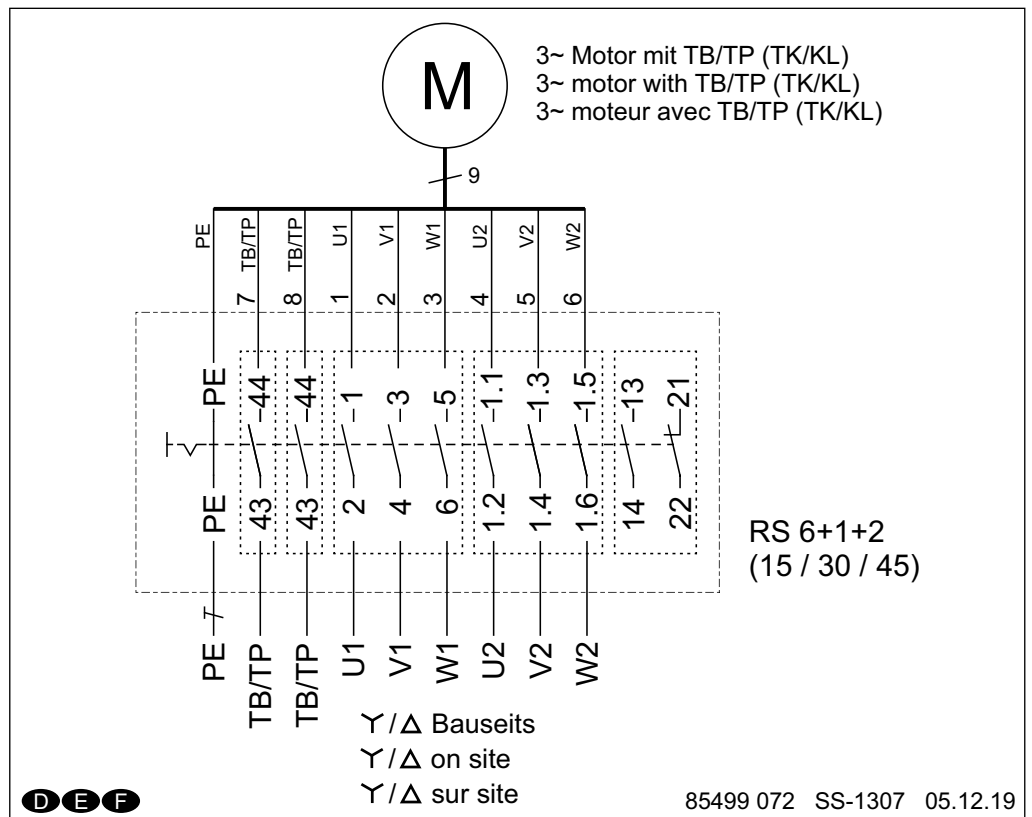 M
3~ Motor mit TB/TP (TK/KL)
3~ motor with TB/TP (TK/KL)
3~ moteur avec TB/TP (TK/KL)
9
PE TB/TP TB/TP U1 V1 W1 U2 V2 W2
7 8 1 2 3 4 5 6
PE 44 44 1 3 5 1.1 1.3 1.5 13 21
PE 43 43 2 4 6 1.2 1.4 1.6 14 22
RS 6+1+2
(15 / 30 / 45)
PE TB/TP TB/TP U1 V1 W1 U2 V2 W2
Y/Δ Bauseits
Y/Δ on site
Y/Δ sur site
D E F
85499 072 SS-1307 05.12.19